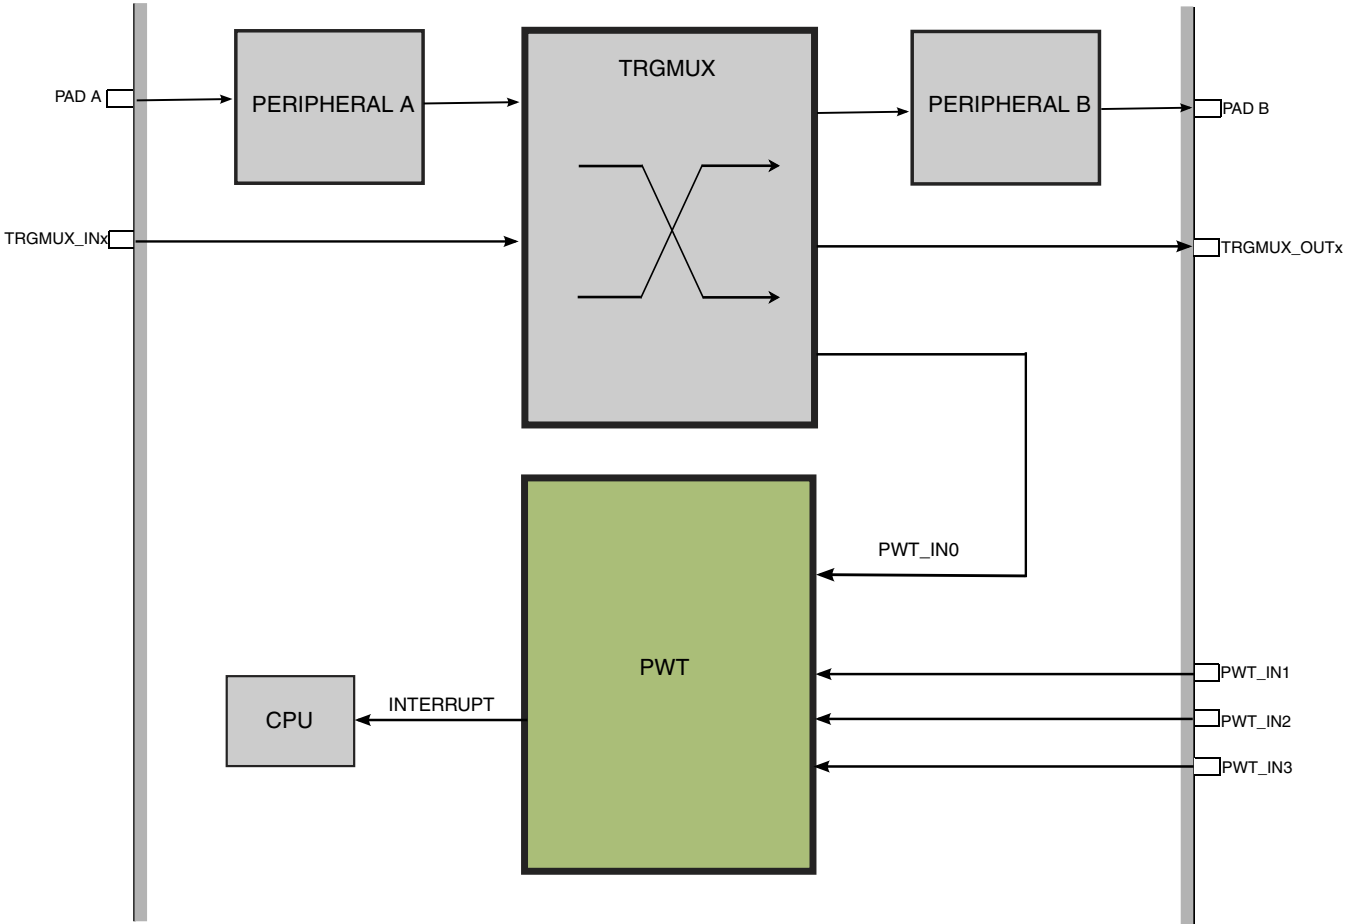 TRGMUX
PAD A
PERIPHERAL A
PERIPHERAL B
PAD B
TRGMUX_INx
TRGMUX_OUTx
PWT_IN0
PWT
PWT_IN1
INTERRUPT
CPU
PWT_IN2
PWT_IN3